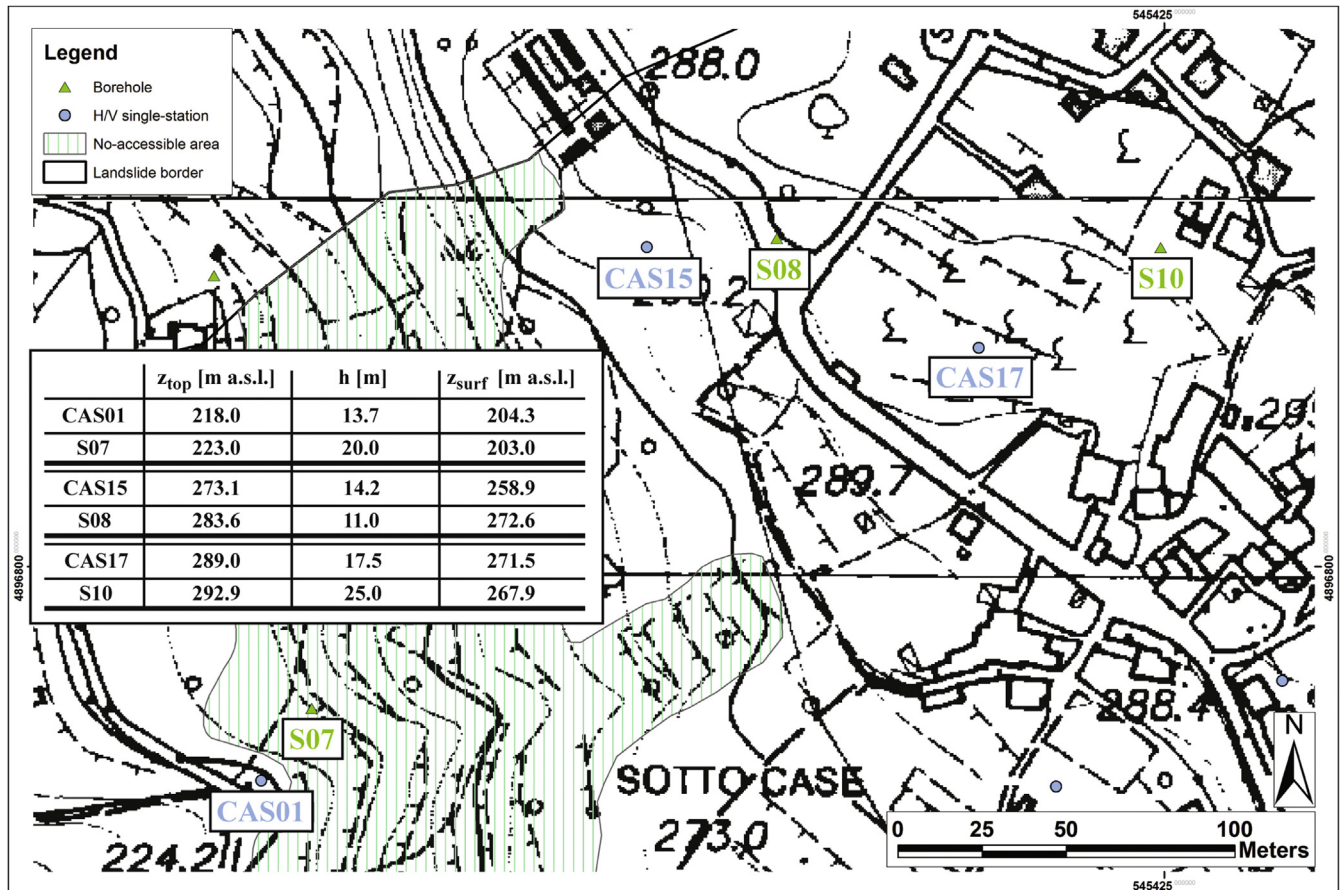 545425 000000
Legend
Borehole
H/V single-station
No-accessible area
Landslide border
288.0
CAS15
S08
S10
CAS17
z_top [m a.s.l.] h [m] z_surf [m a.s.l.]
CAS01 218.0 13.7 204.3
S07 223.0 20.0 203.0
CAS15 273.1 14.2 258.9
S08 283.6 11.0 272.6
CAS17 289.0 17.5 271.5
S10 292.9 25.0 267.9
289.7
4896800 000000
4896800 000000
288.4
N
S07
SOTTO CASE
CAS01
273.0
224.2
0 25 50 100
Meters
545425 000000